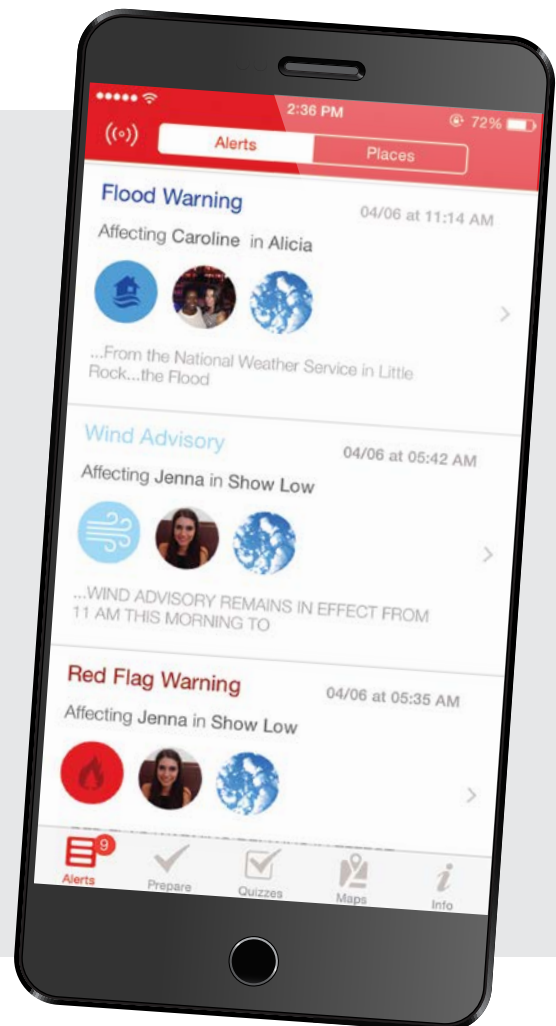 2:36 PM
72%
Alerts
Places
Flood Warning
04/06 at 11:14 AM
Affecting Caroline in Alicia
...From the National Weather Service in Little
Rock...the Flood
Wind Advisory
04/06 at 05:42 AM
Affecting Jenna in Show Low
...WIND ADVISORY REMAINS IN EFFECT FROM
11 AM THIS MORNING TO
Red Flag Warning
04/06 at 05:35 AM
Affecting Jenna in Show Low
9
Alerts
Prepare
Quizzes
Maps
Info